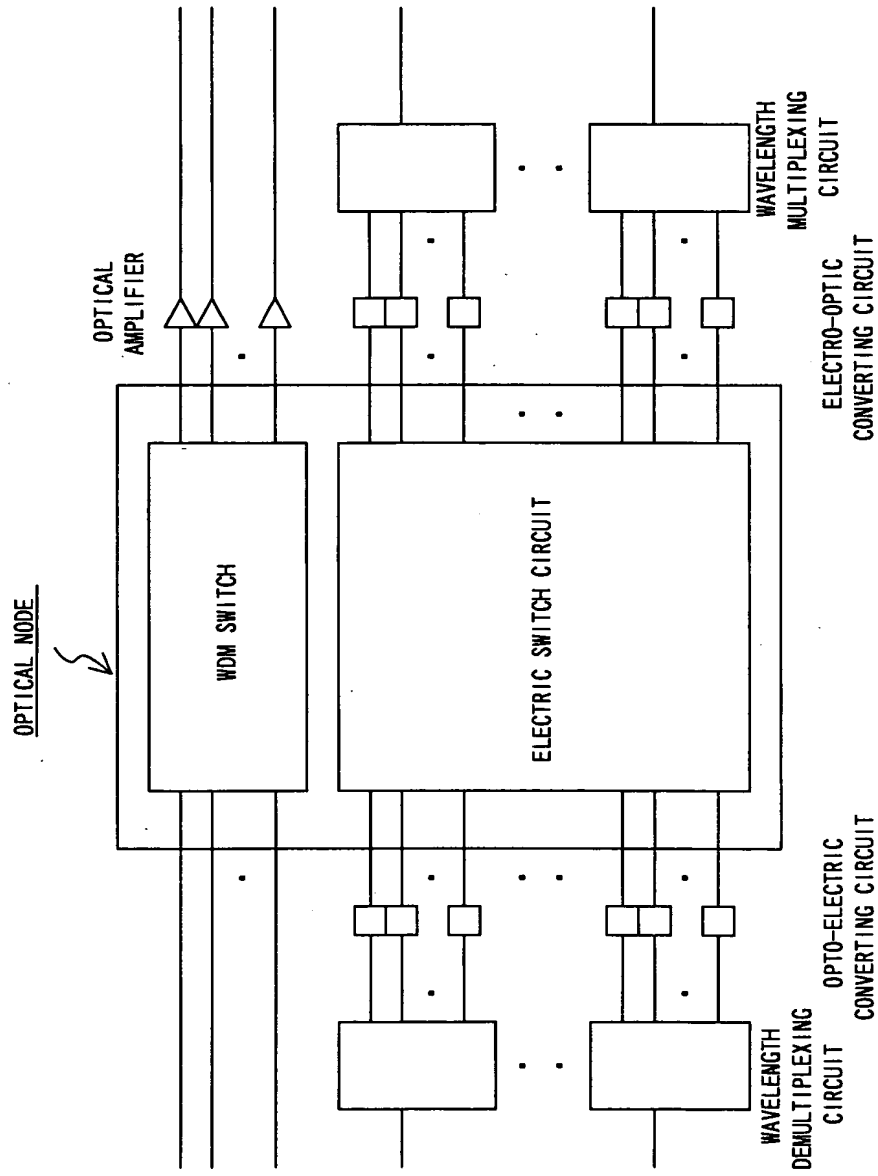 OPTICAL NODE
OPTICAL
AMPLIFIER
WDM SWITCH
ELECTRIC SWITCH CIRCUIT
WAVELENGTH
DEMULTIPLEXING
CIRCUIT
OPTO-ELECTRIC
CONVERTING CIRCUIT
ELECTRO-OPTIC
CONVERTING CIRCUIT
WAVELENGTH
MULTIPLEXING
CIRCUIT